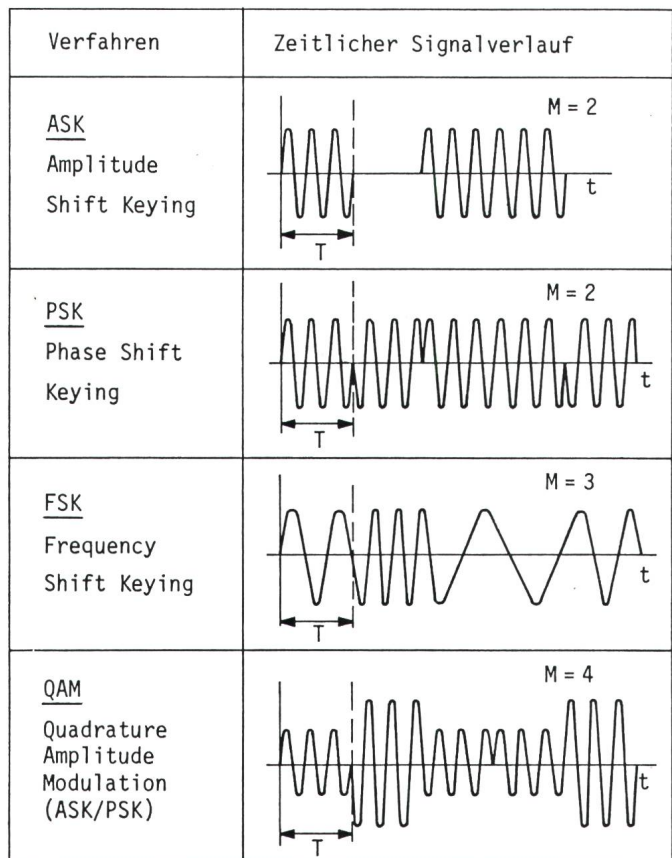 Verfahren
Zeitlicher Signalverlauf
ASK
Amplitude
Shift Keying
M = 2
t
T
PSK
Phase Shift
Keying
M = 2
t
T
FSK
Frequency
Shift Keying
M = 3
t
T
QAM
Quadrature
Amplitude
Modulation
(ASK/PSK)
M = 4
t
T